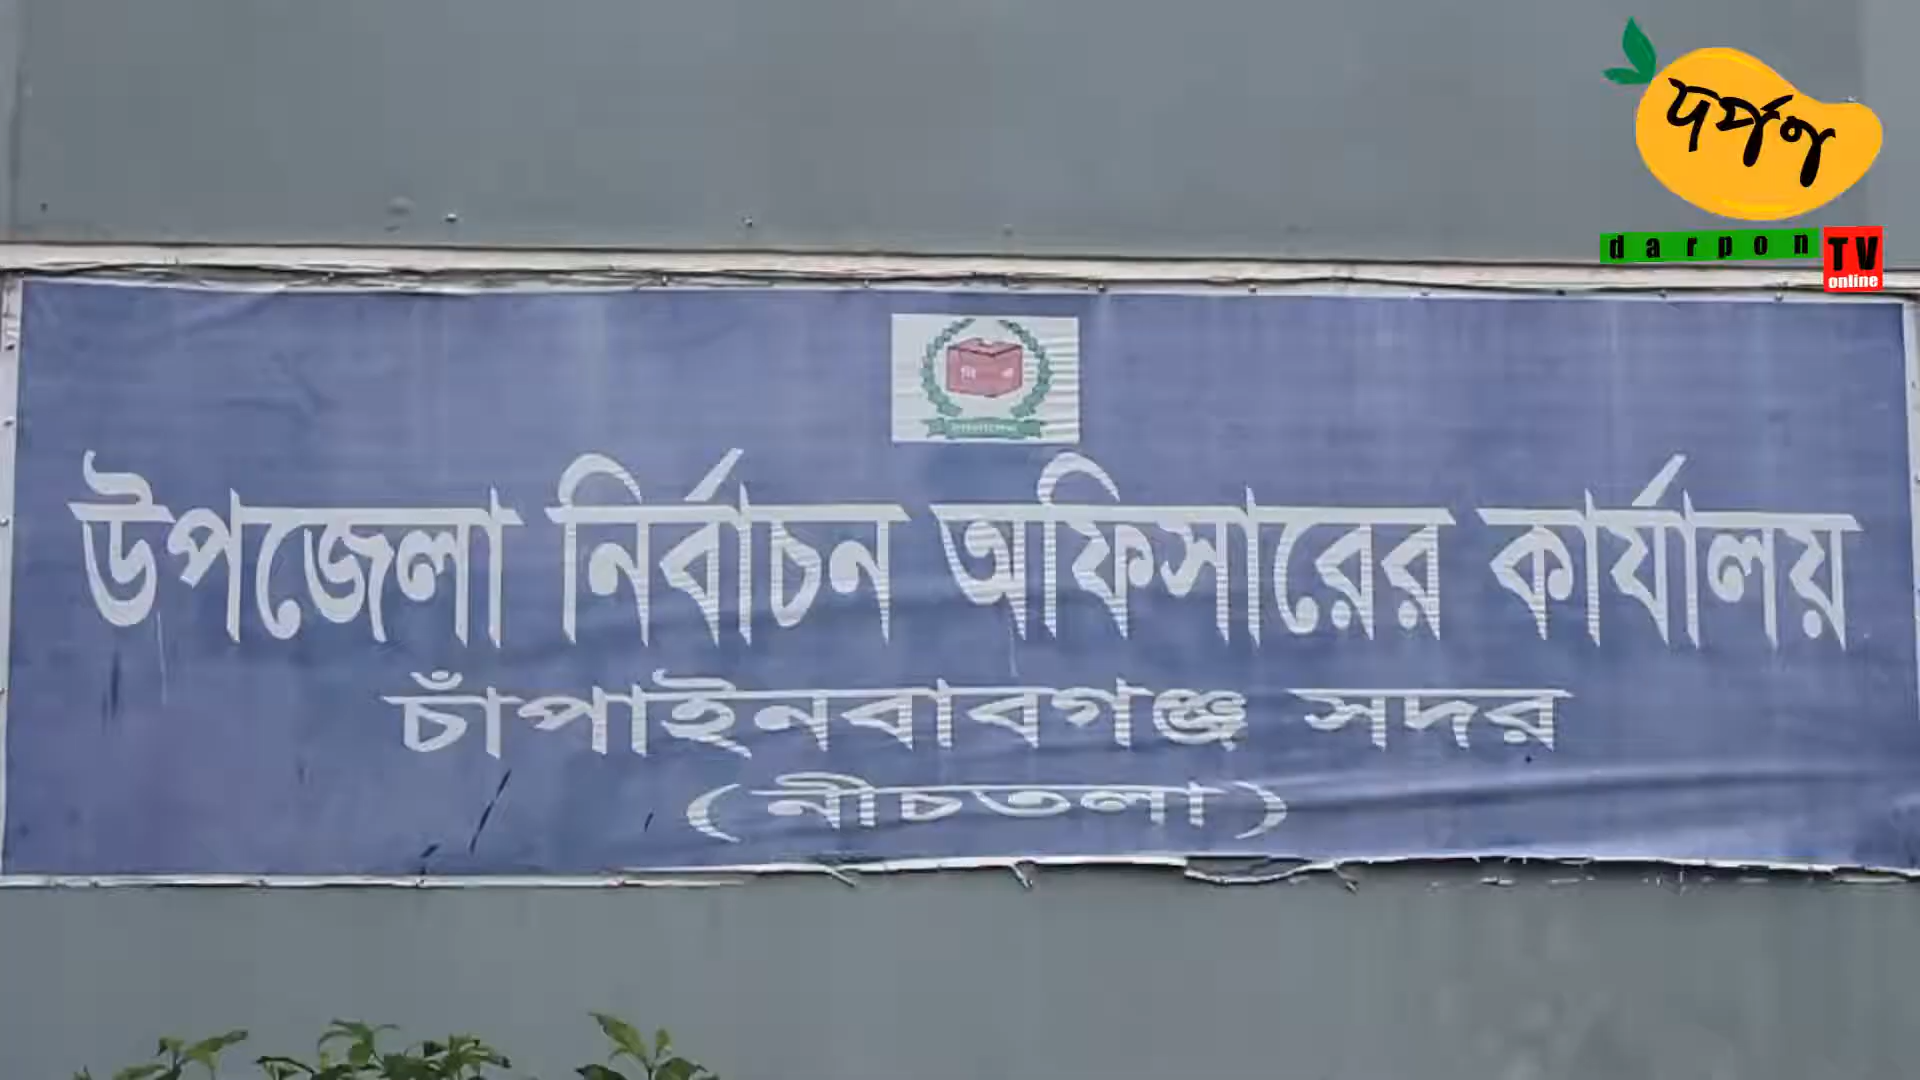 দর্পণ
darpon TV
online
উপজেলা নির্বাচন অফিসারের কার্যালয়
চাঁপাইনবাবগঞ্জ সদর
(নীচতলা)